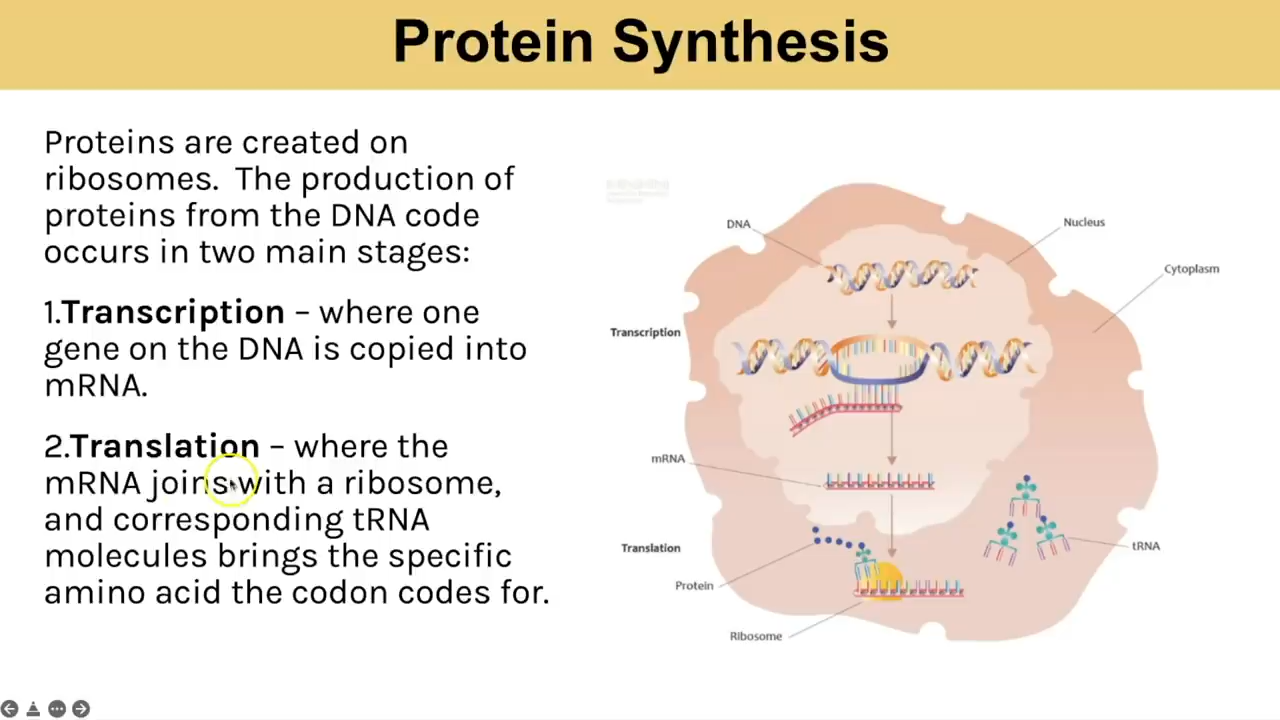 Protein Synthesis
Proteins are created on
ribosomes.  The production of
proteins from the DNA code
occurs in two main stages:
1.Transcription – where one
gene on the DNA is copied into
mRNA.
2.Translation – where the
mRNA joins with a ribosome,
and corresponding tRNA
molecules brings the specific
amino acid the codon codes for.
DNA
Nucleus
Cytoplasm
Transcription
mRNA
Translation
tRNA
Protein
Ribosome